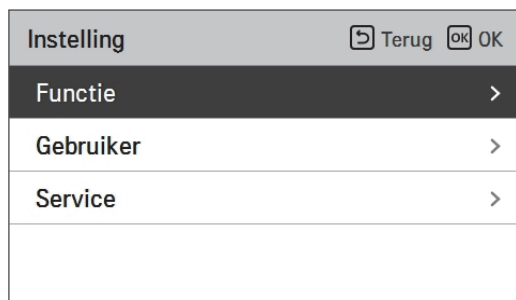 Instelling Terug OK OK
Functie >
Gebruiker >
Service >